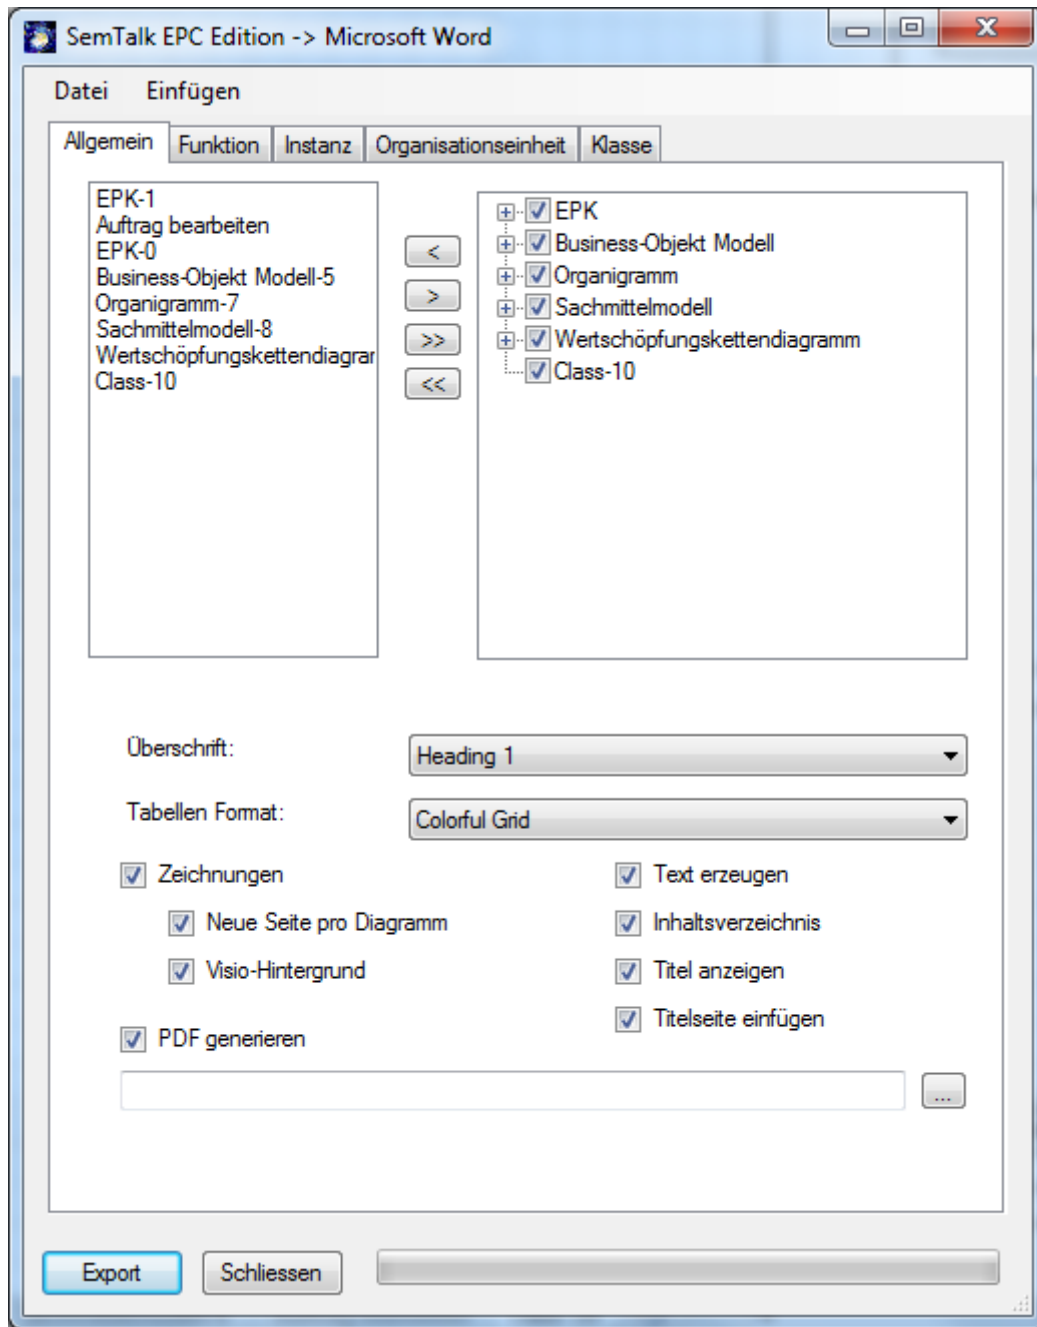 SemTalk EPC Edition -> Microsoft Word
Datei Einfügen
Allgemein Funktion Instanz Organisationseinheit Klasse
EPK-1
Auftrag bearbeiten
EPK-0
Business-Objekt Modell-5
Organigramm-7
Sachmittelmodell-8
Wertschöpfungskettendiagrar
Class-10
<
>
>>
<<
EPK
Business-Objekt Modell
Organigramm
Sachmittelmodell
Wertschöpfungskettendiagramm
Class-10
Überschrift: Heading 1
Tabellen Format: Colorful Grid
Zeichnungen
Neue Seite pro Diagramm
Visio-Hintergrund
PDF generieren
Text erzeugen
Inhaltsverzeichnis
Titel anzeigen
Titelseite einfügen
...
Export Schliessen